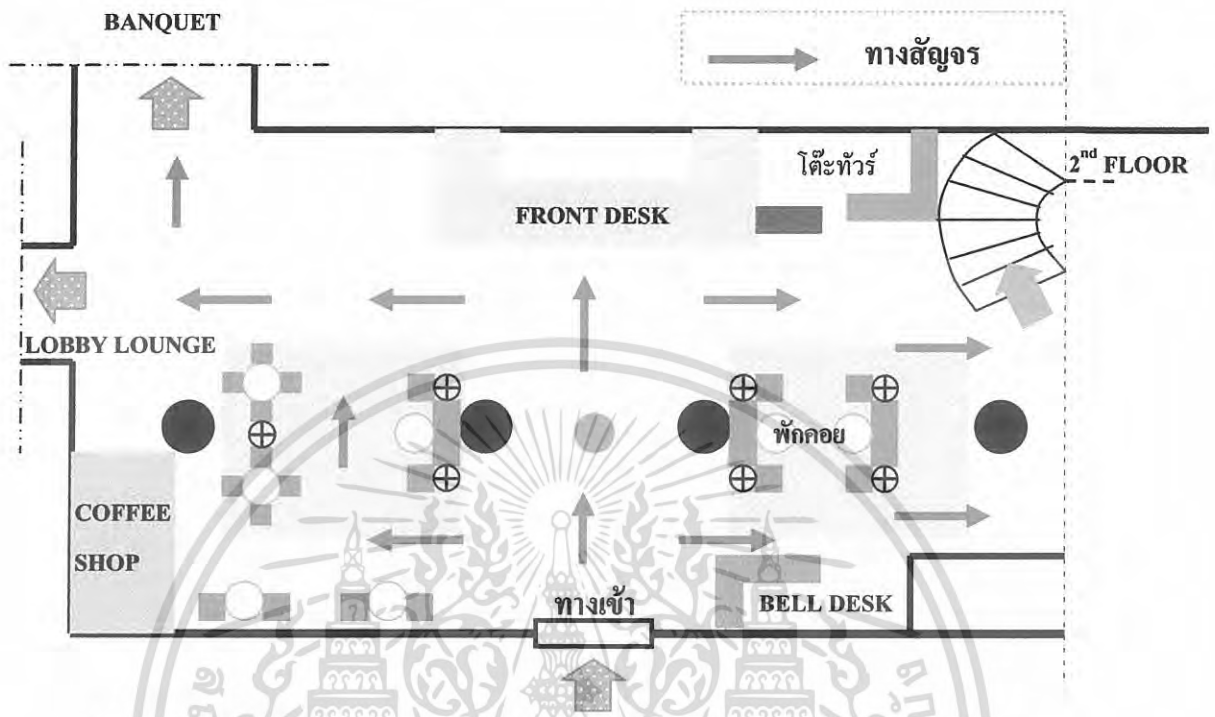 BANQUET
ทางสัญจร
โต๊ะทัวร์
2nd FLOOR
FRONT DESK
LOBBY LOUNGE
พักคอย
COFFEE
SHOP
ทางเข้า
BELL DESK